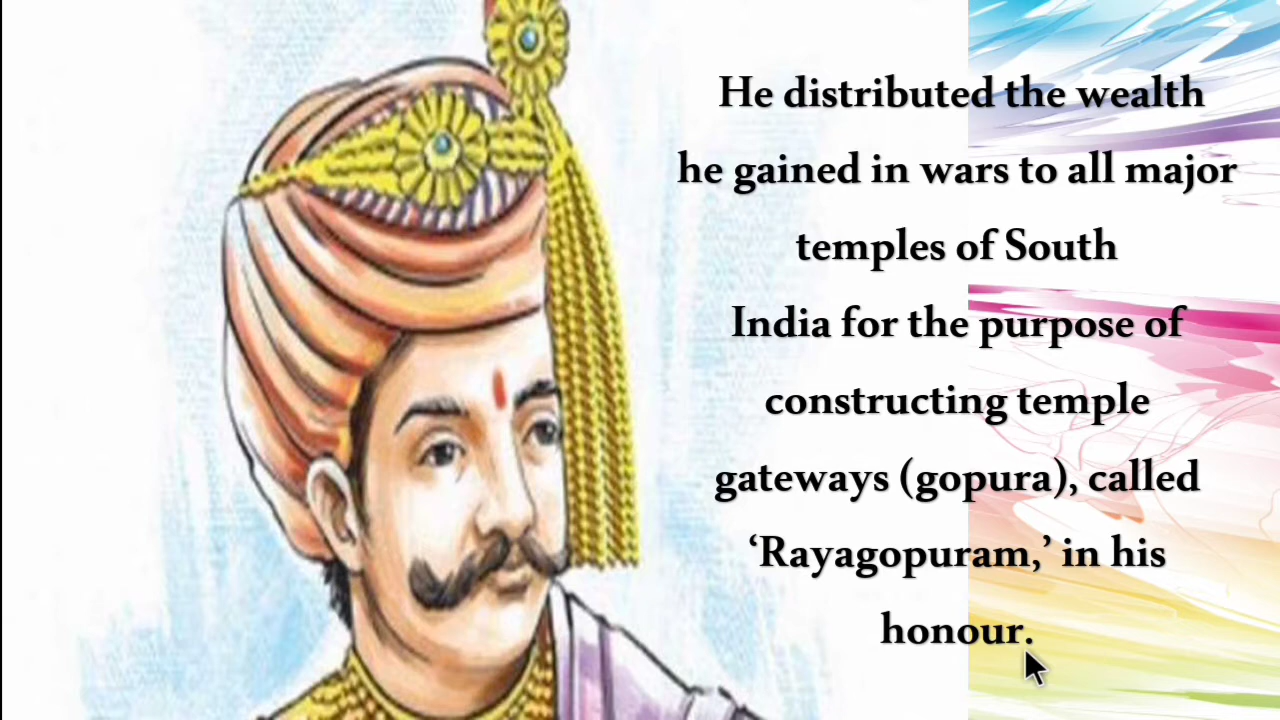 He distributed the wealth
he gained in wars to all major
temples of South
India for the purpose of
constructing temple
gateways (gopura), called
‘Rayagopuram,’ in his
honour.